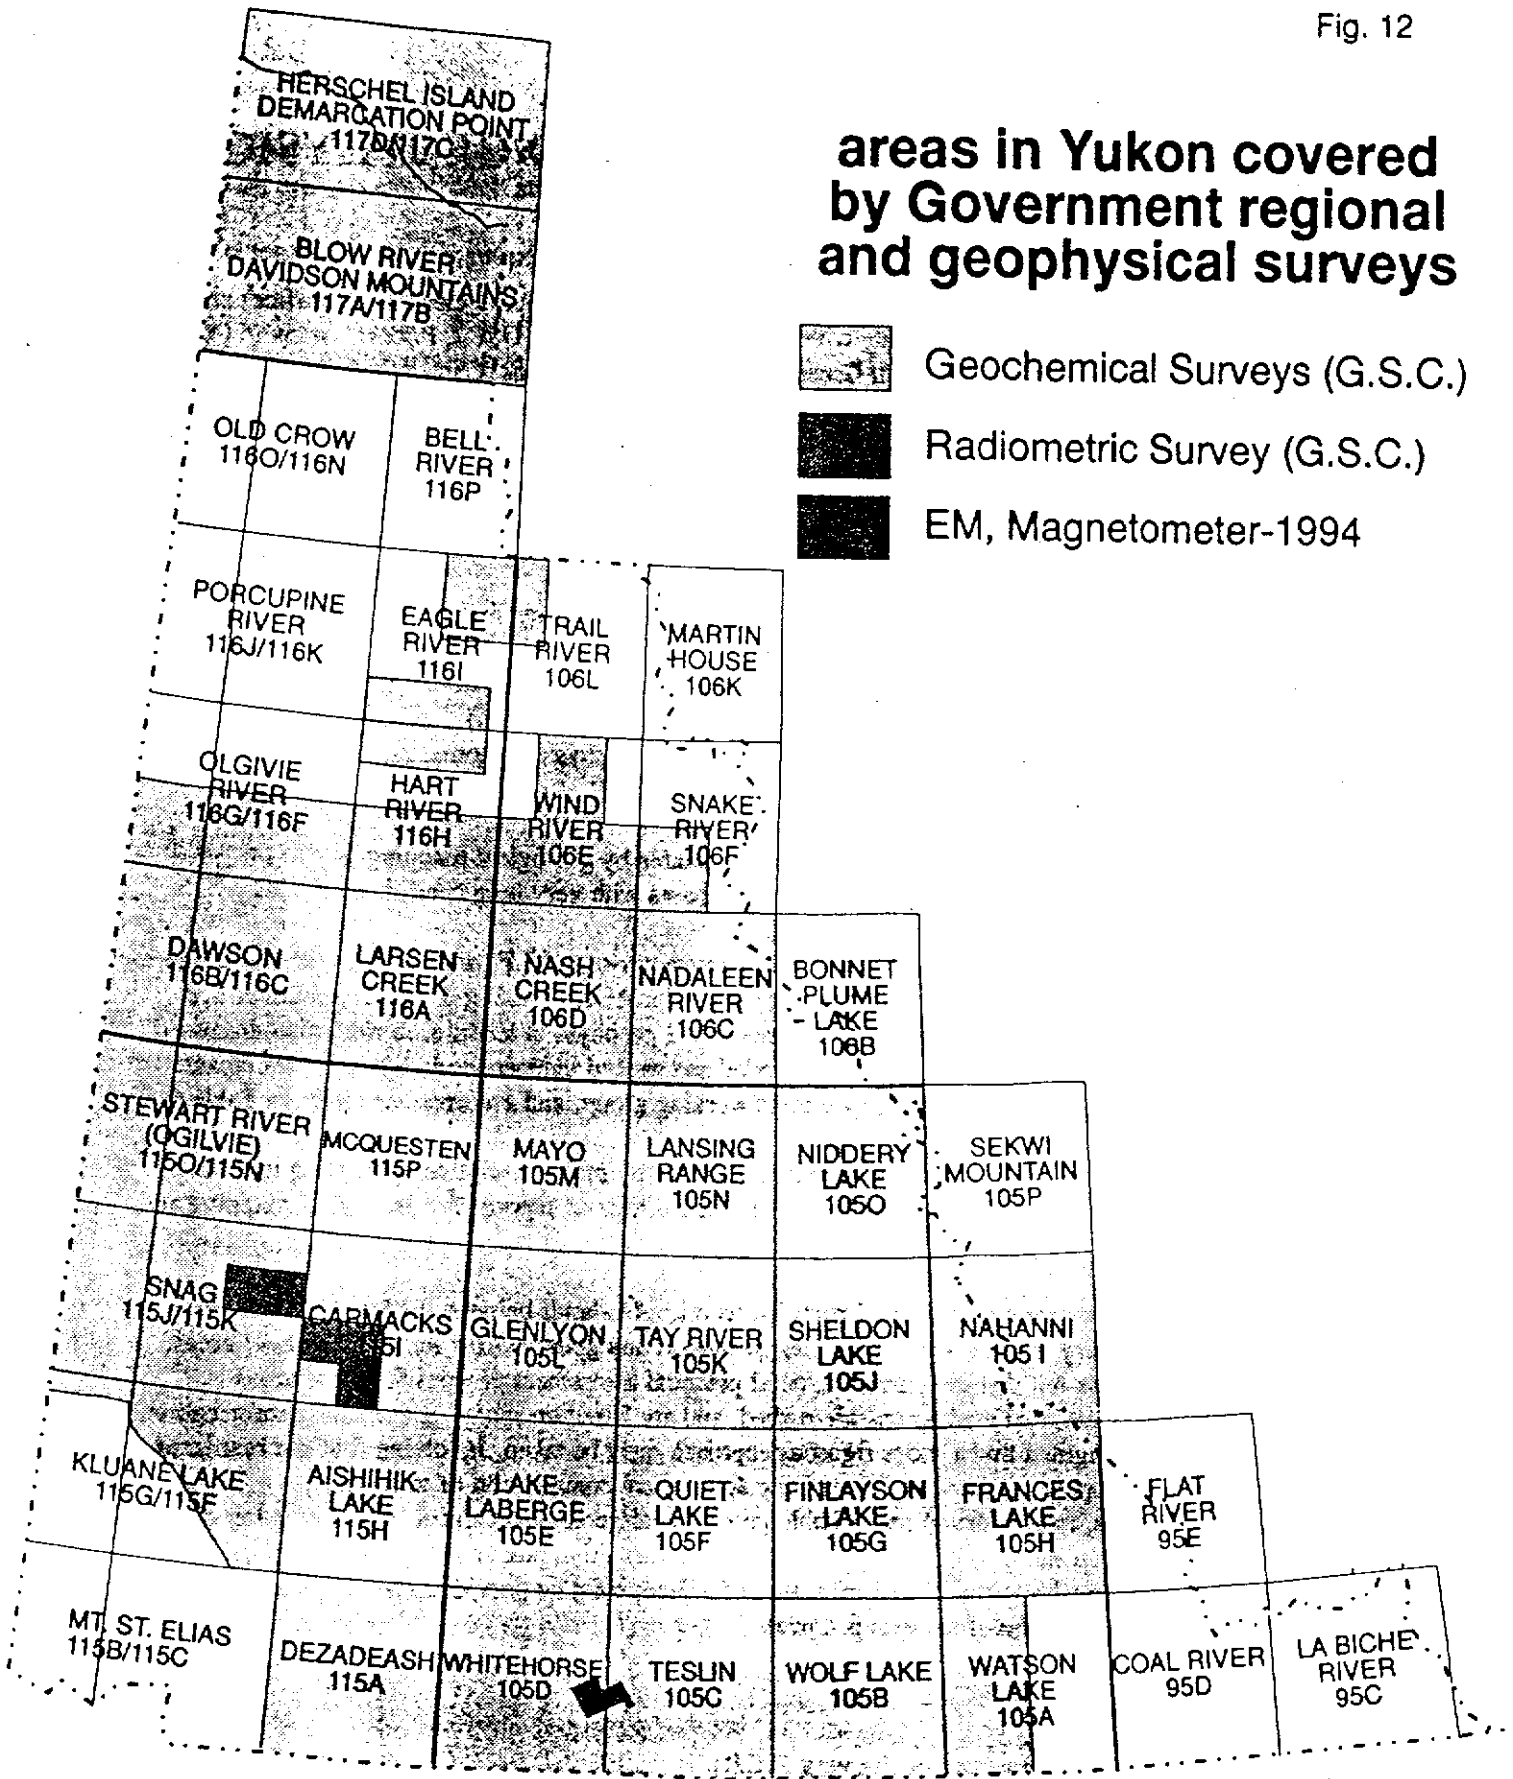 Fig. 12
areas in Yukon covered
by Government regional
and geophysical surveys
Geochemical Surveys (G.S.C.)
Radiometric Survey (G.S.C.)
EM, Magnetometer-1994
HERSCHEL ISLAND
DEMARCATION POINT
117D/117C
BLOW RIVER
DAVIDSON MOUNTAINS
117A/117B
OLD CROW
116O/116N
BELL
RIVER
116P
PORCUPINE
RIVER
116J/116K
EAGLE
RIVER
116I
TRAIL
RIVER
106L
MARTIN
HOUSE
106K
OLGIVIE
RIVER
116G/116F
HART
RIVER
116H
WIND
RIVER
106E
SNAKE
RIVER
106F
DAWSON
116B/116C
LARSEN
CREEK
116A
NASH
CREEK
106D
NADALEEN
RIVER
106C
BONNET
PLUME
LAKE
106B
STEWART RIVER
(OGILVIE)
115O/115N
MCQUESTEN
115P
MAYO
105M
LANSING
RANGE
105N
NIDDERY
LAKE
105O
SEKWI
MOUNTAIN
105P
SNAG
115J/115K
CARMACKS
5I
GLENLYON
105L
TAY RIVER
105K
SHELDON
LAKE
105J
NAHANNI
105 I
KLUANE LAKE
115G/115F
AISHIHIK
LAKE
115H
LAKE
LABERGE
105E
QUIET
LAKE
105F
FINLAYSON
LAKE
105G
FRANCES
LAKE
105H
FLAT
RIVER
95E
MT. ST. ELIAS
115B/115C
DEZADEASH
115A
WHITEHORSE
105D
TESLIN
105C
WOLF LAKE
105B
WATSON
LAKE
105A
COAL RIVER
95D
LA BICHE
RIVER
95C